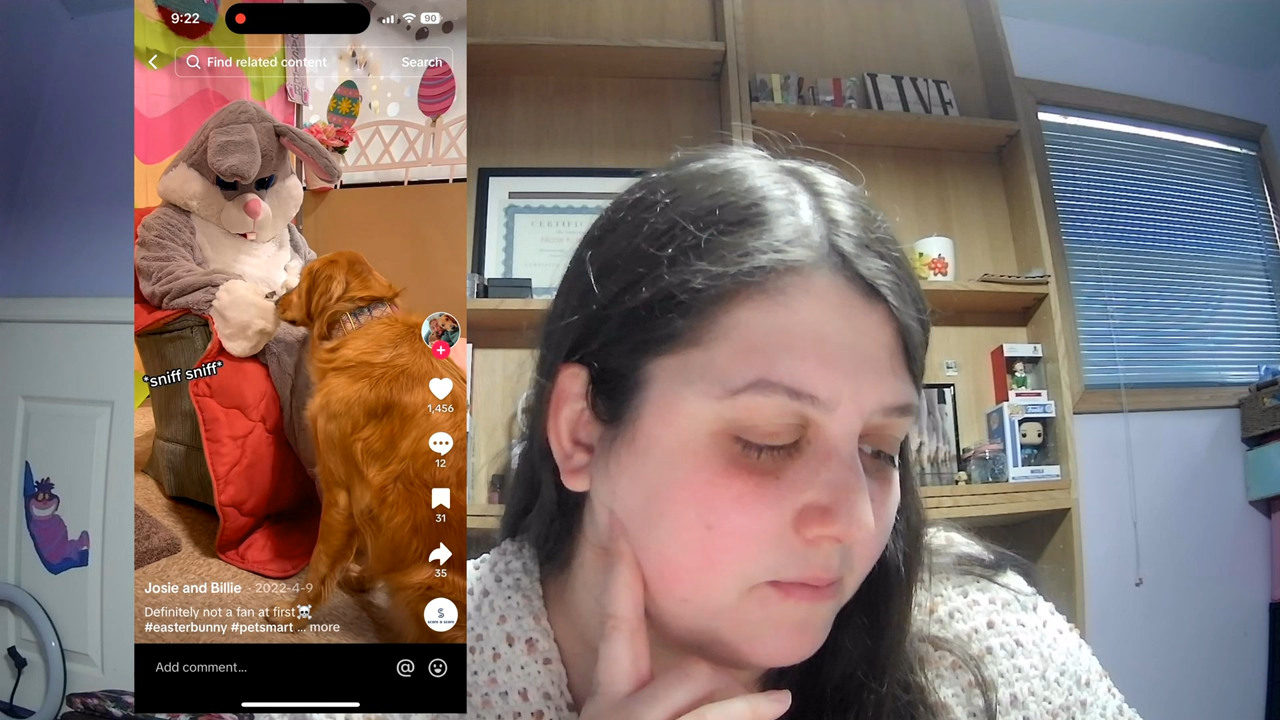 9:22
90
Find related content
Search
*sniff sniff*
1,456
12
31
35
Josie and Billie · 2022-4-9
Definitely not a fan at first☠️
#easterbunny #petsmart ... more
Add comment...
LIVE